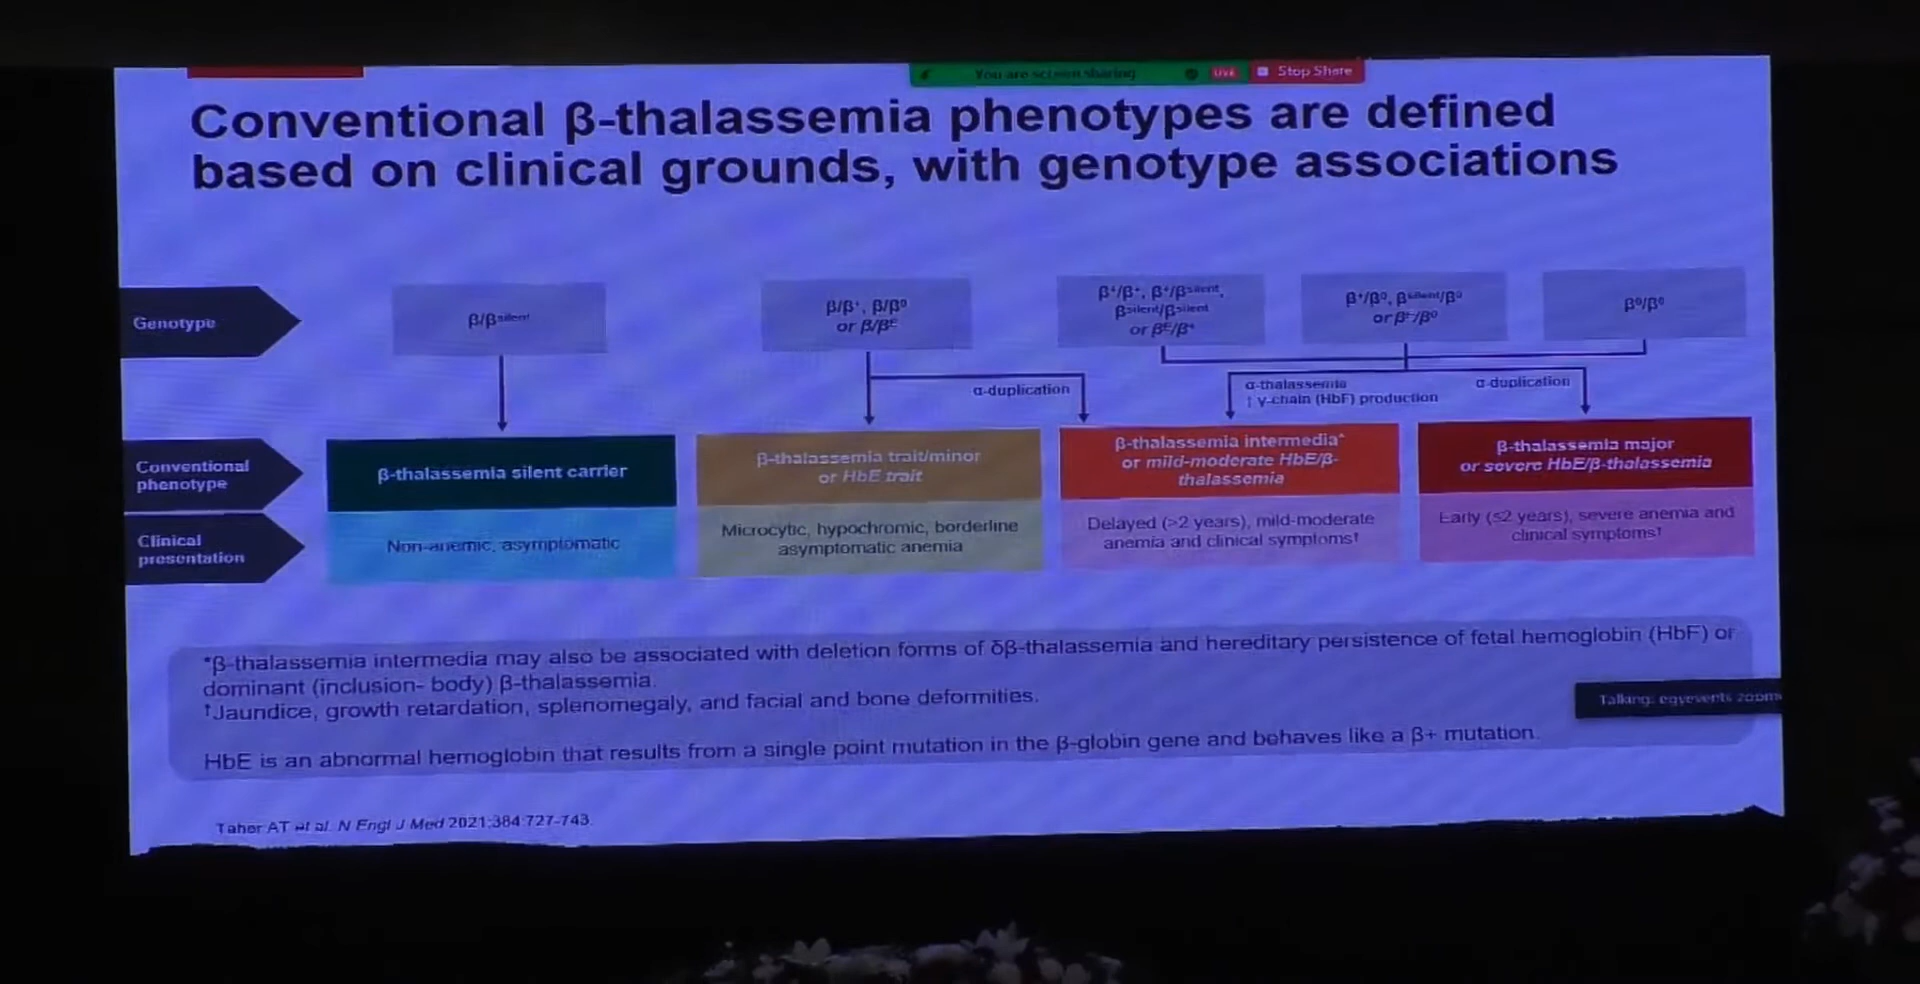 You are screen sharing LIVE Stop Share
Conventional β-thalassemia phenotypes are defined
based on clinical grounds, with genotype associations
Genotype
β/βsilent
β/β⁺, β/β⁰
or β/βᴱ
β⁺/β⁺, β⁺/βsilent,
βsilent/βsilent
or βᴱ/β⁺
β⁺/β⁰, βsilent/β⁰
or βᴱ/β⁰
β⁰/β⁰
α-duplication
α-thalassemia
↑ γ-chain (HbF) production
α-duplication
Conventional
phenotype
β-thalassemia silent carrier
β-thalassemia trait/minor
or HbE trait
β-thalassemia intermedia*
or mild-moderate HbE/β-
thalassemia
β-thalassemia major
or severe HbE/β-thalassemia
Clinical
presentation
Non-anemic, asymptomatic
Microcytic, hypochromic, borderline
asymptomatic anemia
Delayed (>2 years), mild-moderate
anemia and clinical symptoms†
Early (≤2 years), severe anemia and
clinical symptoms†
*β-thalassemia intermedia may also be associated with deletion forms of δβ-thalassemia and hereditary persistence of fetal hemoglobin (HbF) or
dominant (inclusion- body) β-thalassemia.
†Jaundice, growth retardation, splenomegaly, and facial and bone deformities.
Talking: egyevents zoom
HbE is an abnormal hemoglobin that results from a single point mutation in the β-globin gene and behaves like a β+ mutation.
Taher AT et al. N Engl J Med 2021;384:727-743.